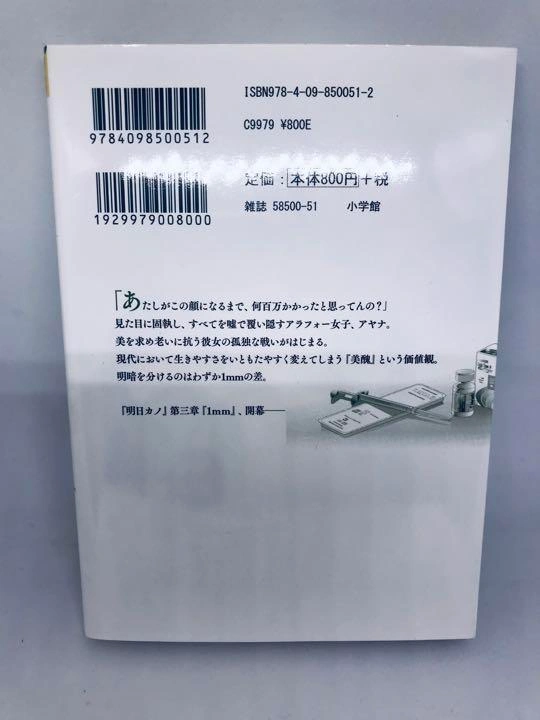 ISBN978-4-09-850051-2
9784098500512
C9979 ¥800E
定価：本体800円+税
雑誌 58500-51 小学館
1929979008000
「あたしがこの顔になるまで、何百万かかったと思ってんの？」
見た目に固執し、すべてを嘘で覆い隠すアラフォー女子、アヤナ。
美を求め老いに抗う彼女の孤独な戦いがはじまる。
現代において生きやすさをいともたやすく変えてしまう『美醜』という価値観。
明暗を分けるのはわずか1mmの差。
『明日カノ』第三章『1mm』、開幕──